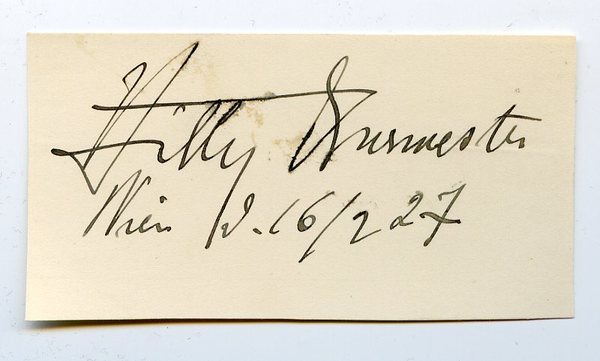 Willy Burmester
Wien d. 16/2 27